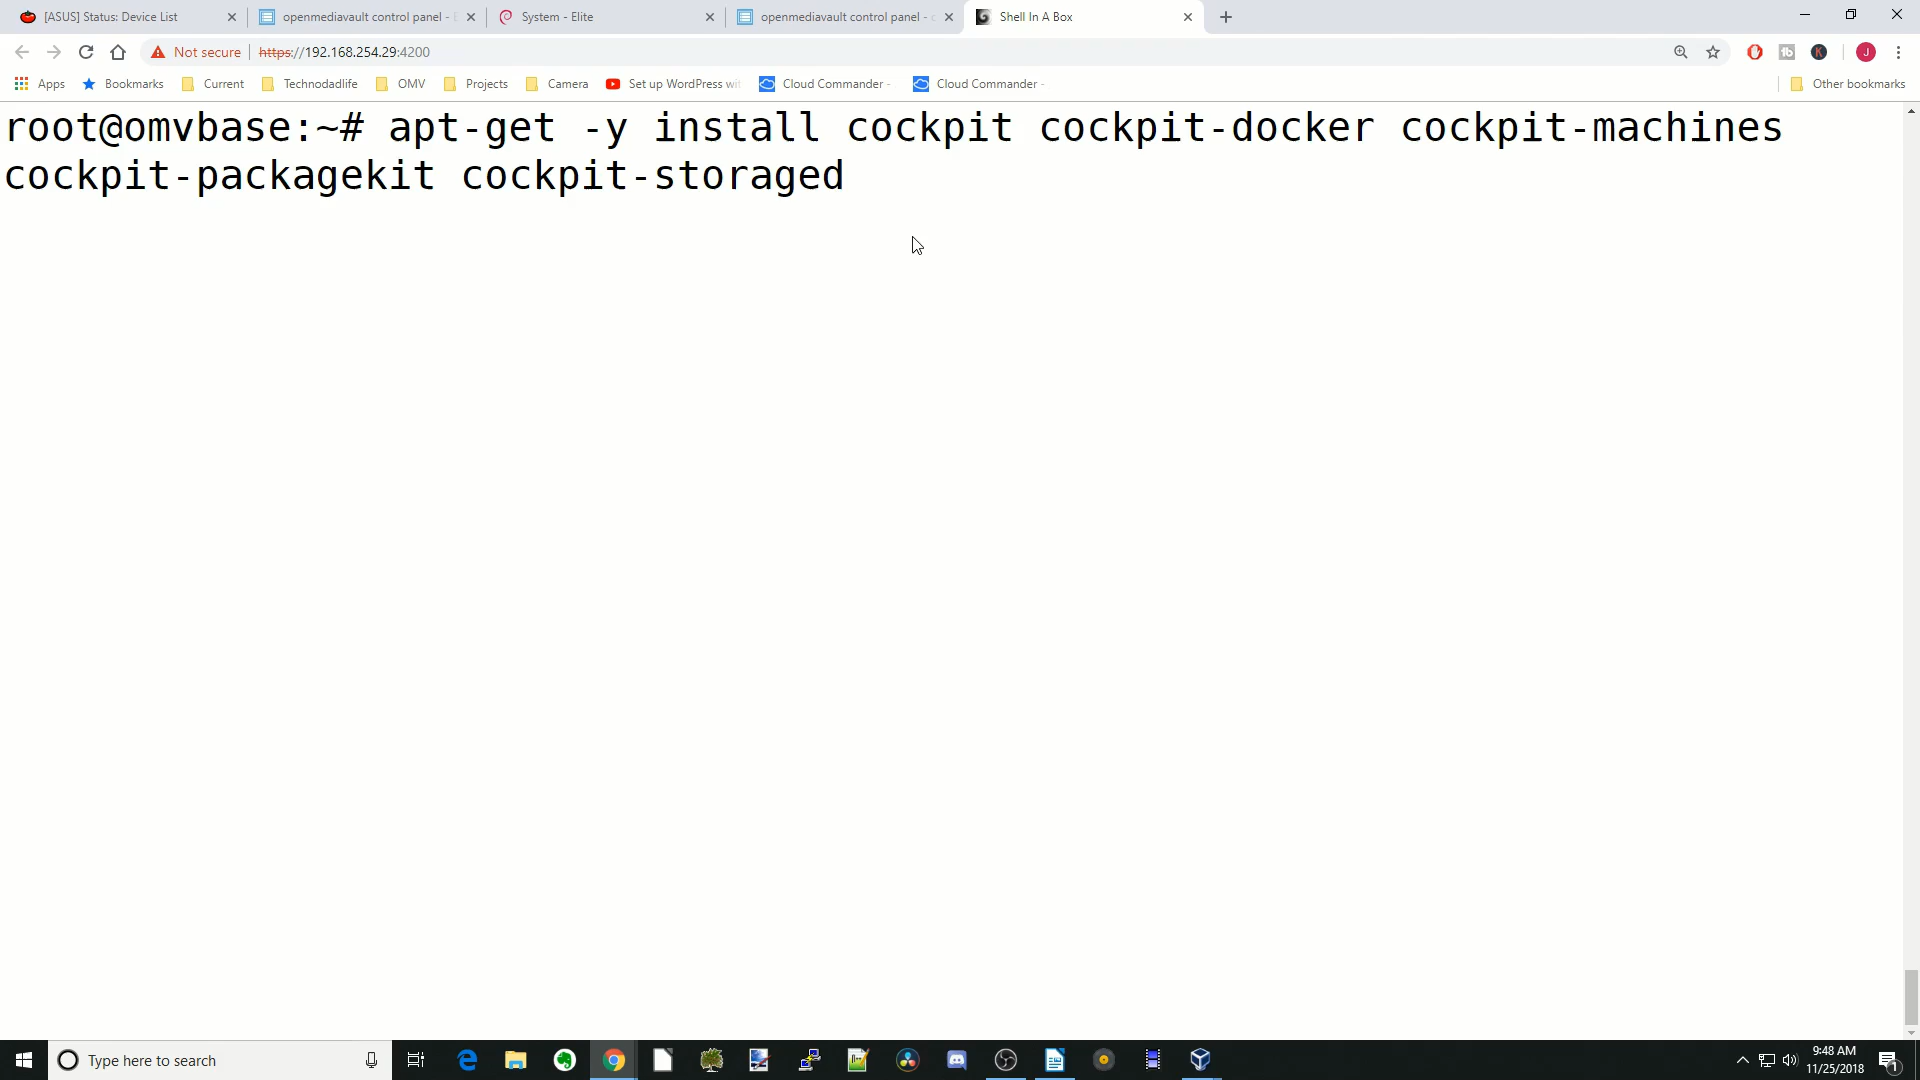 [ASUS] Status: Device List
openmediavault control panel -
System - Elite
openmediavault control panel -
Shell In A Box
Not secure
https://192.168.254.29:4200
Apps
Bookmarks
Current
Technodadlife
OMV
Projects
Camera
Set up WordPress wi
Cloud Commander -
Cloud Commander -
Other bookmarks
root@omvbase:~# apt-get -y install cockpit cockpit-docker cockpit-machines
cockpit-packagekit cockpit-storaged
Type here to search
9:48 AM
11/25/2018